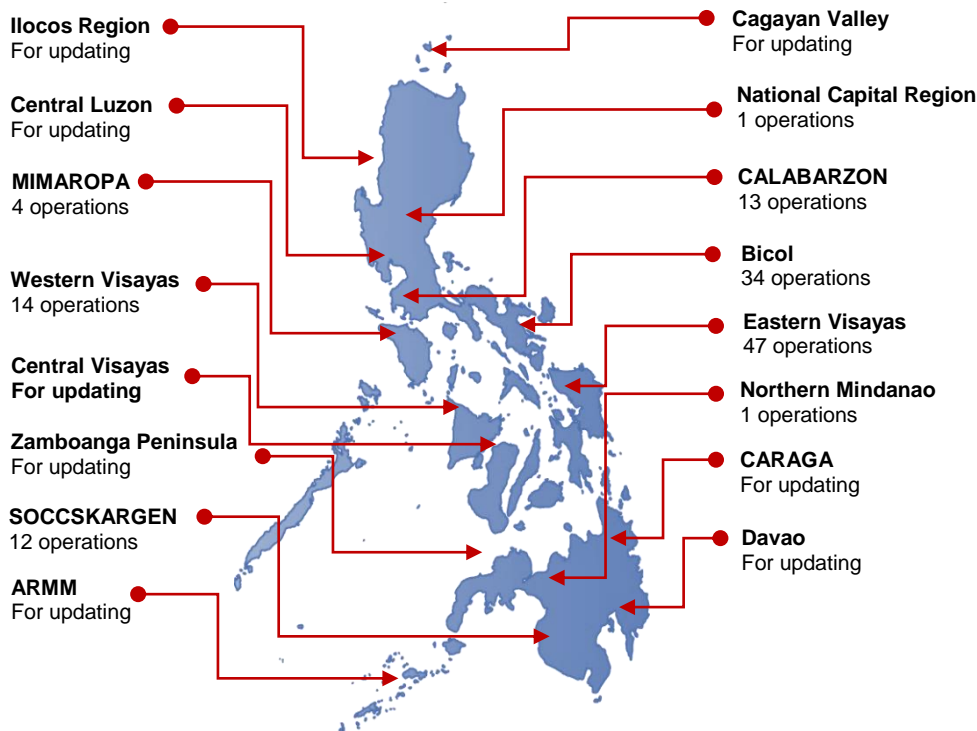 Ilocos Region
For updating
Central Luzon
For updating
MIMAROPA
4 operations
Western Visayas
14 operations
Central Visayas
For updating
Zamboanga Peninsula
For updating
SOCCSKARGEN
12 operations
ARMM
For updating
Cagayan Valley
For updating
National Capital Region
1 operations
CALABARZON
13 operations
Bicol
34 operations
Eastern Visayas
47 operations
Northern Mindanao
1 operations
CARAGA
For updating
Davao
For updating